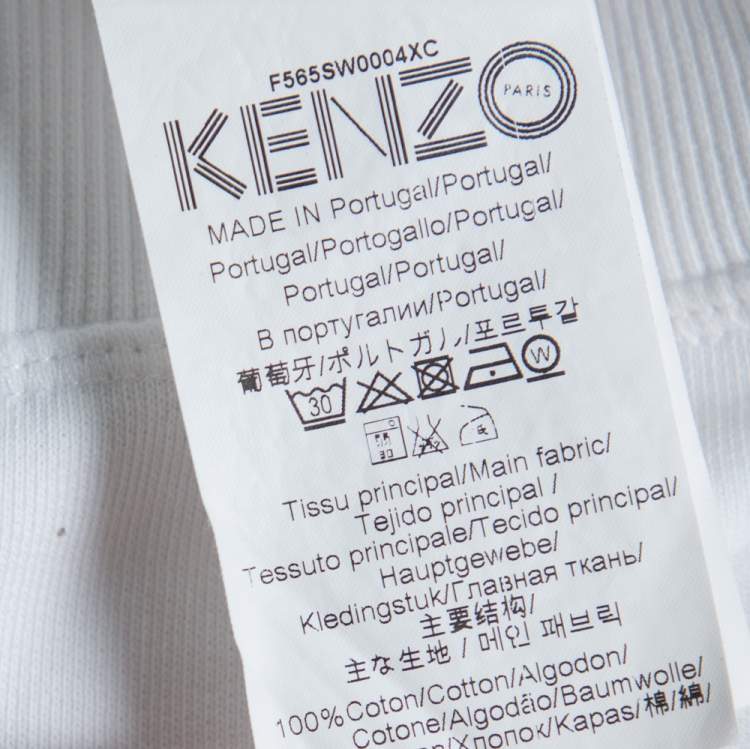 F565SW0004XC
KENZO PARIS
MADE IN Portugal/Portugal/
Portugal/Portogallo/Portugal/
Portugal/Portugal/
В португалии/Portugal/
葡萄牙/ポルトガル/포르투갈
30 W
Tissu principal/Main fabric/
Tejido principal /
Tessuto principale/Tecido principal/
Hauptgewebe/
Kledingstuk/Главная ткань/
主要结构/
主な生地 / 메인 패브릭
100%Coton/Cotton/Algodon/
Cotone/Algodão/Baumwolle/
/Хлопок/Kapas/棉/綿/